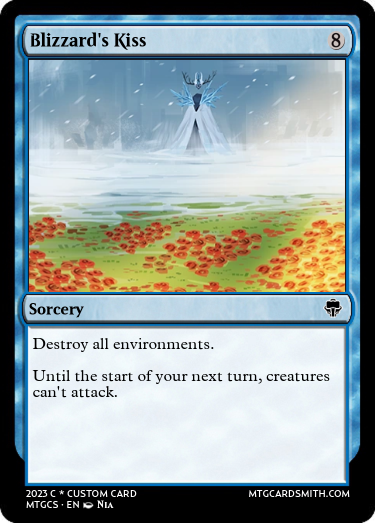 Blizzard's Kiss 8
Sorcery
Destroy all environments.
Until the start of your next turn, creatures
can't attack.
2023 C * CUSTOM CARD MTGCARDSMITH.COM
MTGCS · EN Nia